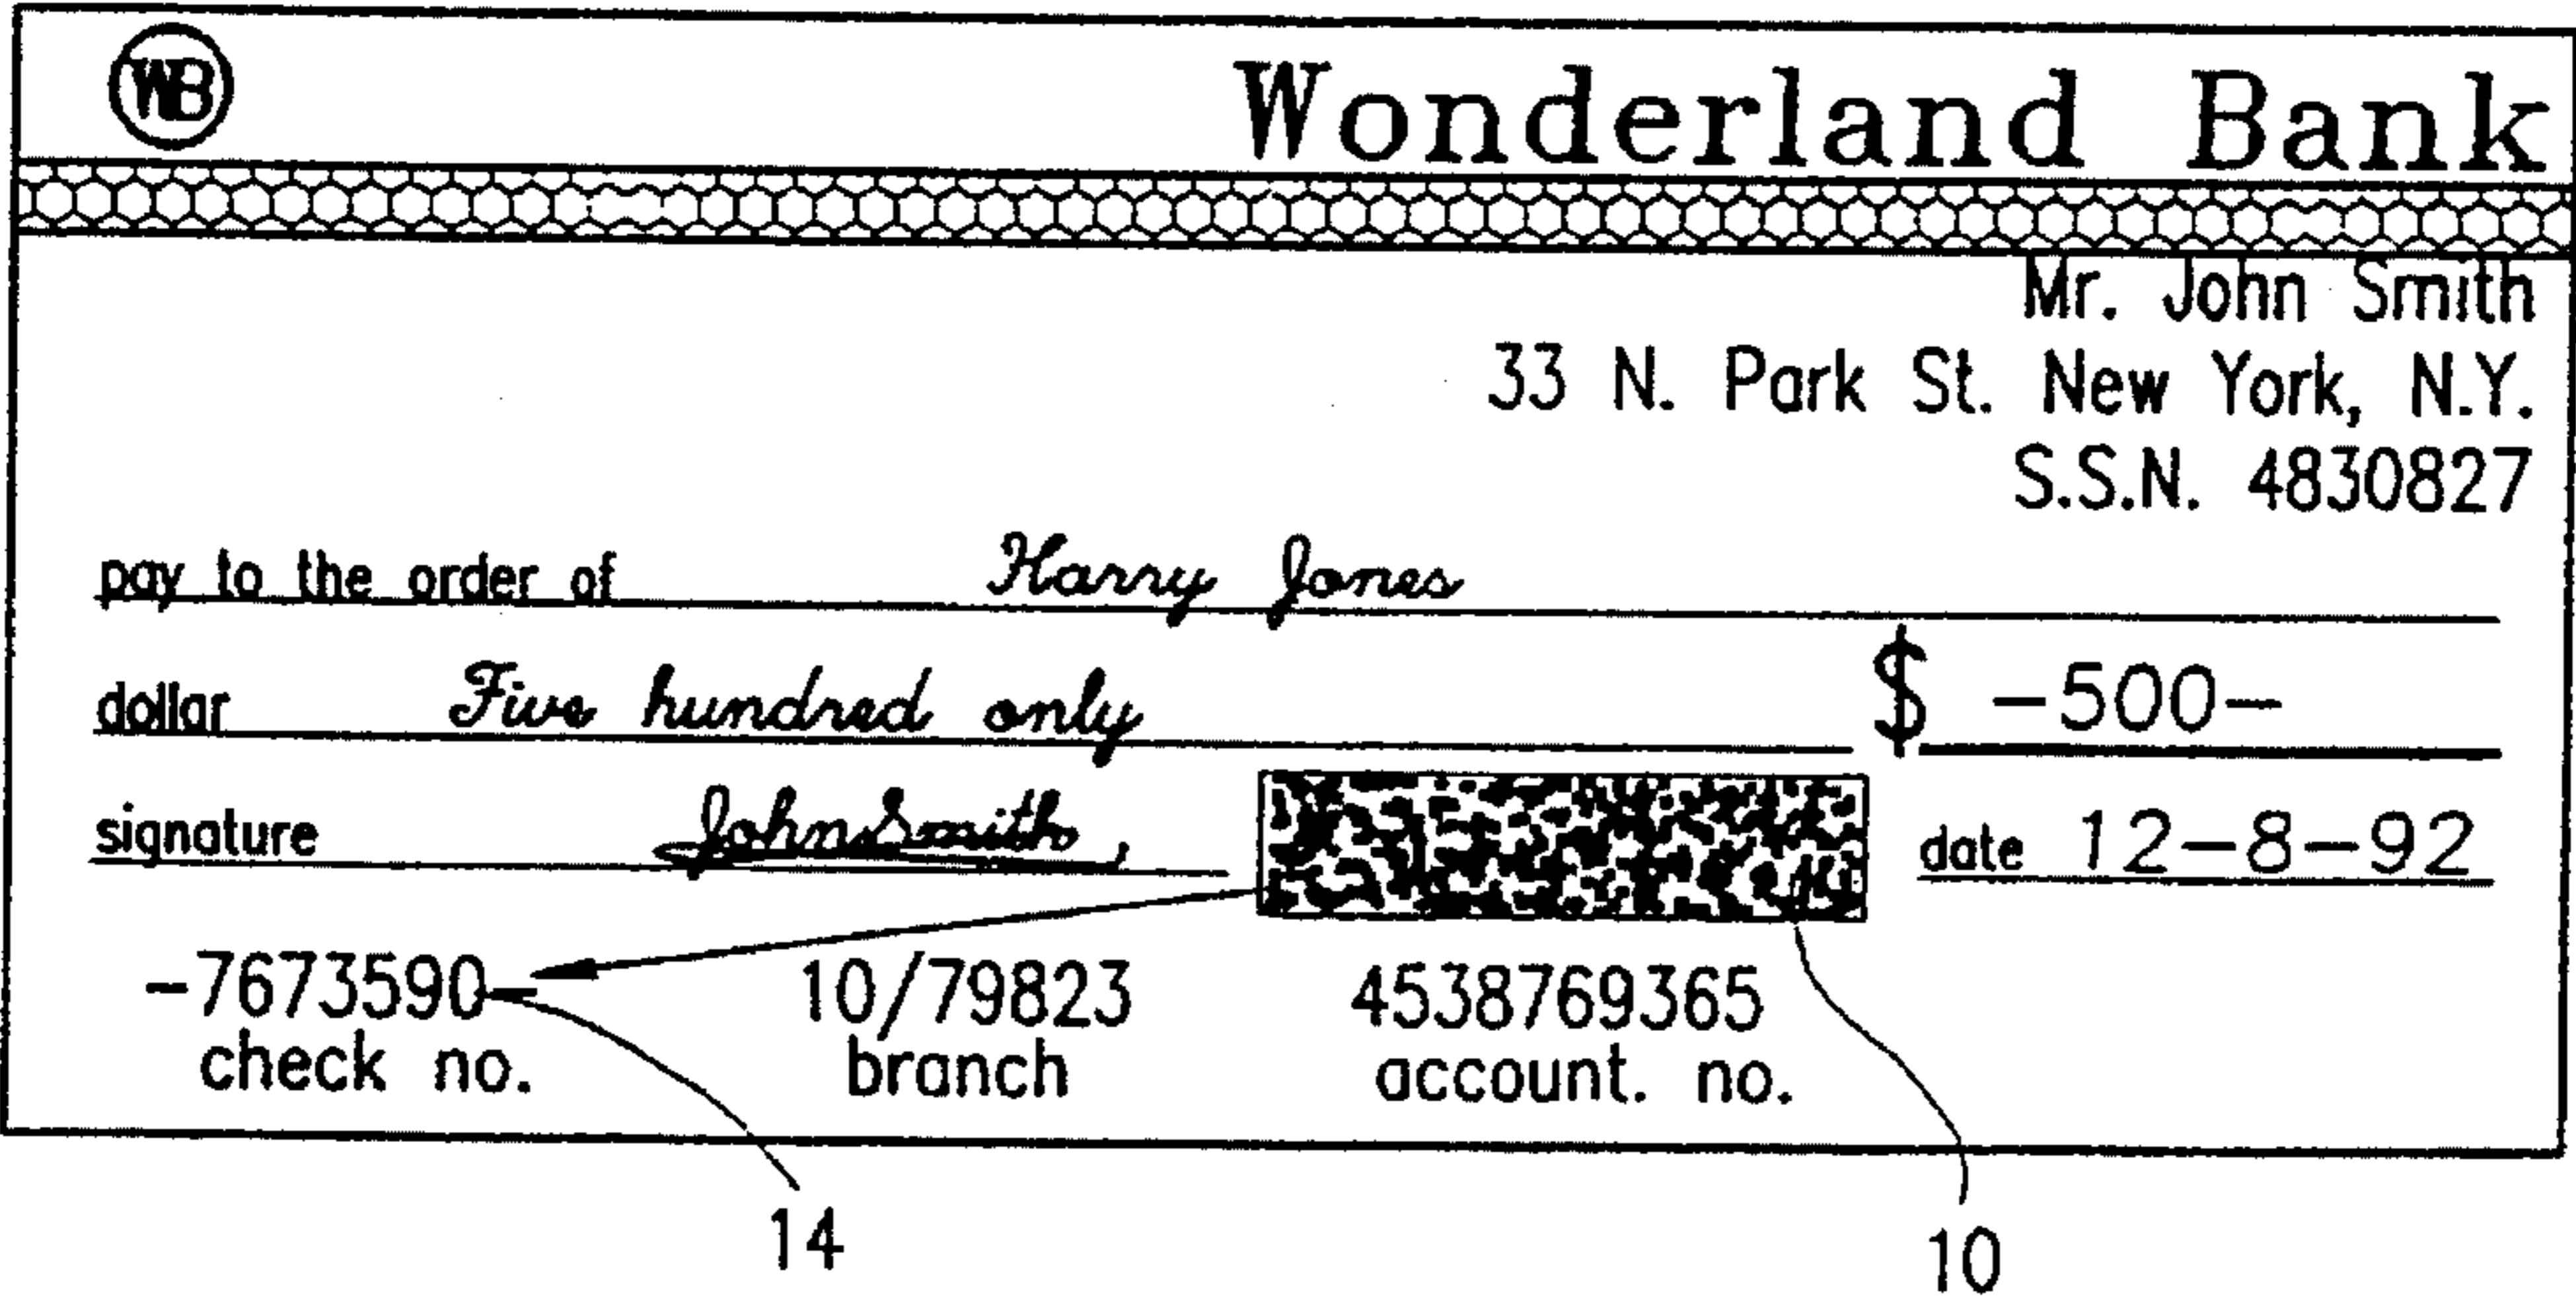 WB Wonderland Bank
Mr. John Smith
33 N. Park St. New York, N.Y.
S.S.N. 4830827
pay to the order of Harry Jones
dollar Five hundred only $ -500-
signature John Smith date 12-8-92
-7673590- 10/79823 4538769365
check no. branch account. no.
14 10